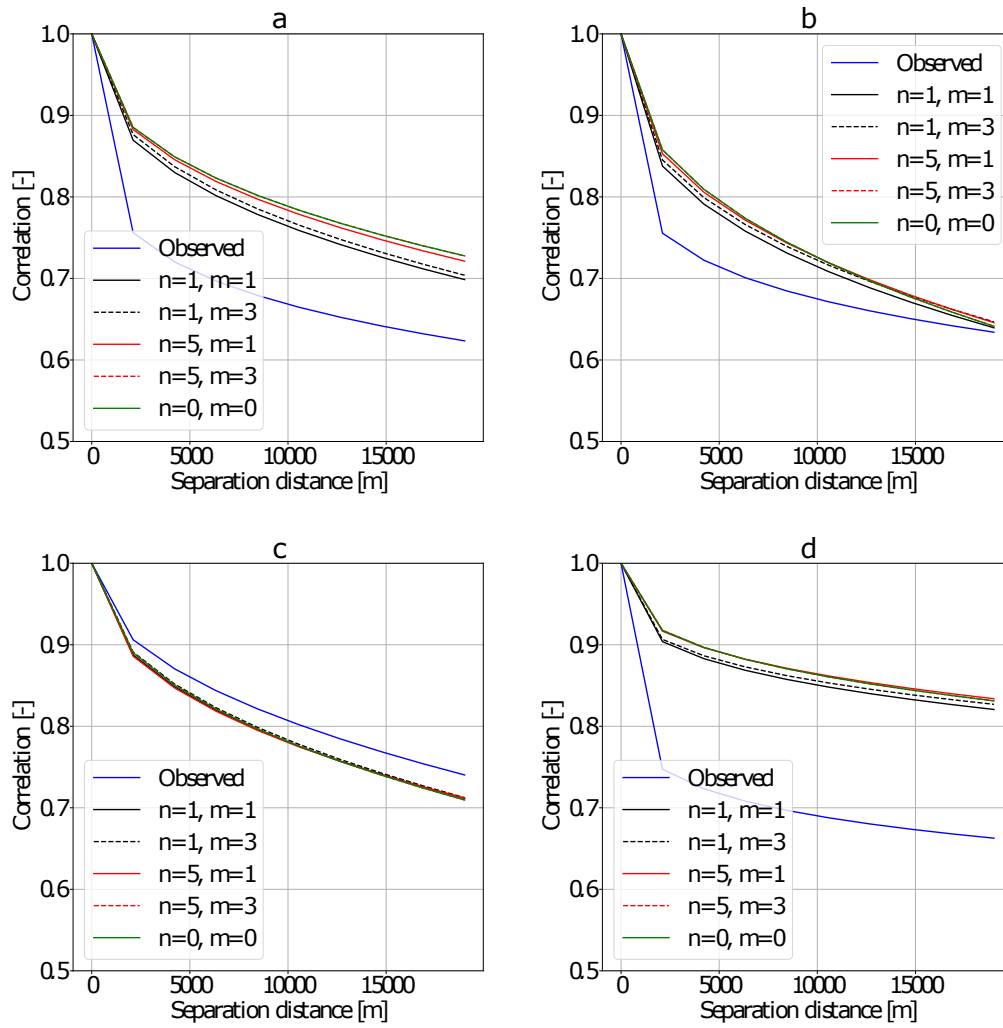 a
1.0
0.9
0.8
0.7
0.6
0.5
Correlation [-]
Observed
n=1, m=1
n=1, m=3
n=5, m=1
n=5, m=3
n=0, m=0
0 5000 10000 15000
Separation distance [m]
b
1.0
0.9
0.8
0.7
0.6
0.5
Correlation [-]
Observed
n=1, m=1
n=1, m=3
n=5, m=1
n=5, m=3
n=0, m=0
0 5000 10000 15000
Separation distance [m]
c
1.0
0.9
0.8
0.7
0.6
0.5
Correlation [-]
Observed
n=1, m=1
n=1, m=3
n=5, m=1
n=5, m=3
n=0, m=0
0 5000 10000 15000
Separation distance [m]
d
1.0
0.9
0.8
0.7
0.6
0.5
Correlation [-]
Observed
n=1, m=1
n=1, m=3
n=5, m=1
n=5, m=3
n=0, m=0
0 5000 10000 15000
Separation distance [m]